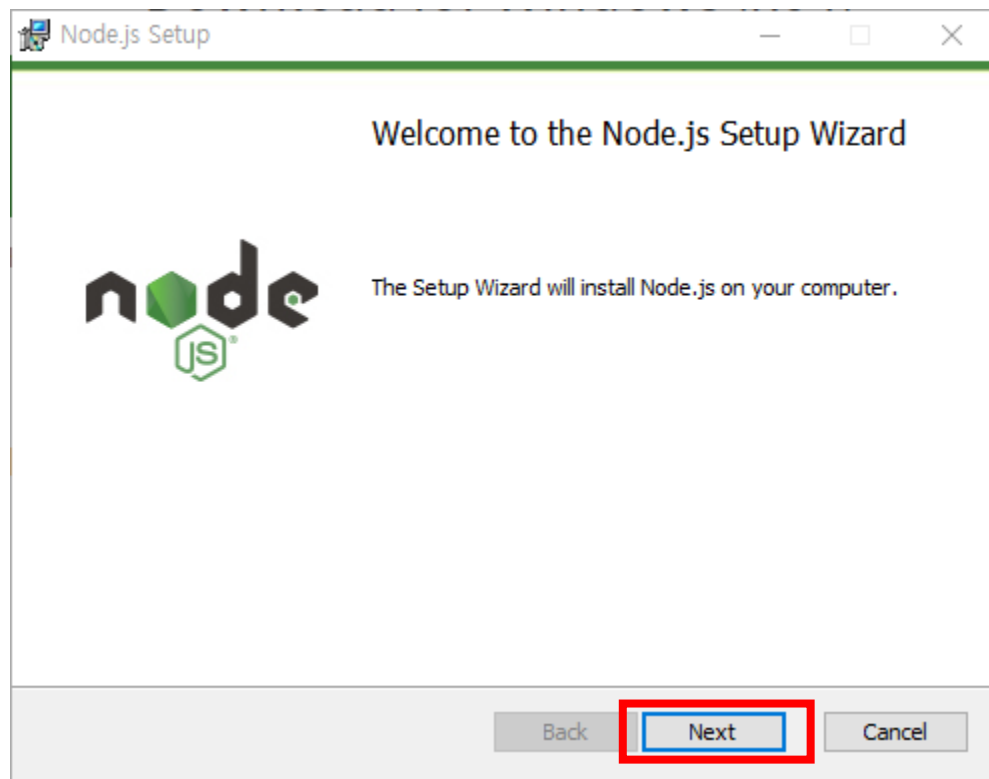 Node.js Setup
Welcome to the Node.js Setup Wizard
node
JS
®
The Setup Wizard will install Node.js on your computer.
Back
Next
Cancel